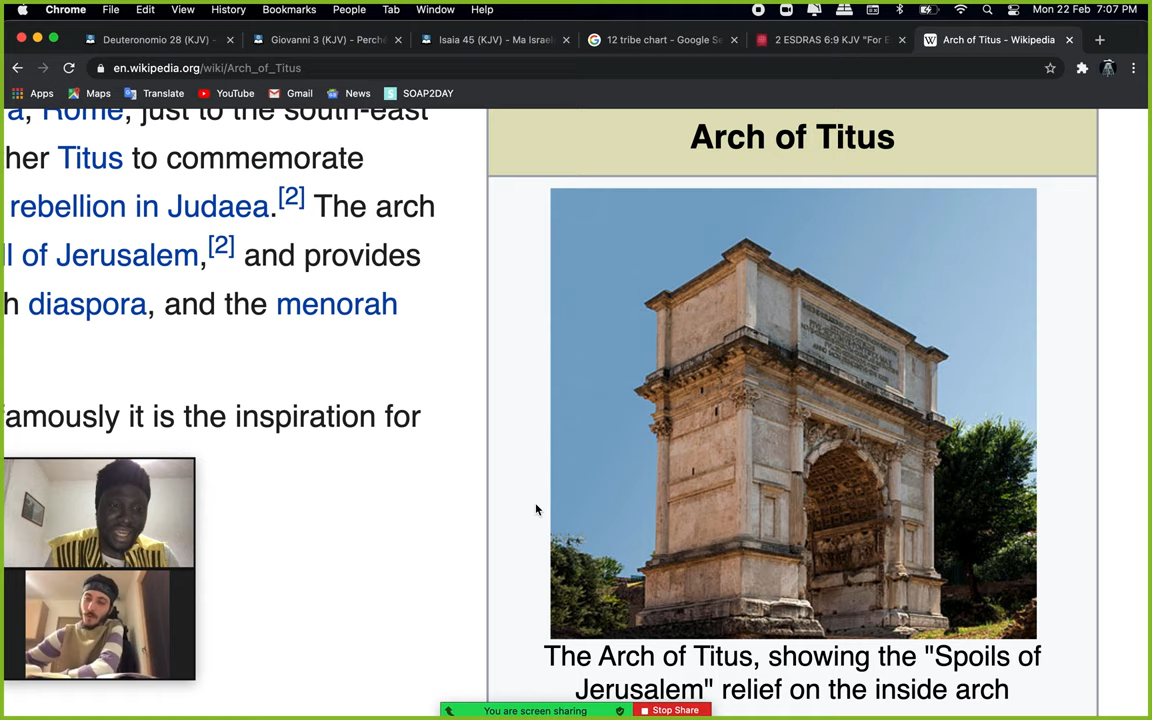 Chrome File Edit View History Bookmarks People Tab Window Help Mon 22 Feb 7:07 PM
Deuteronomio 28 (KJV) - Giovanni 3 (KJV) - Perché Isaia 45 (KJV) - Ma Israele 12 tribe chart - Google Se 2 ESDRAS 6:9 KJV "For E Arch of Titus - Wikipedia
en.wikipedia.org/wiki/Arch_of_Titus
Apps Maps Translate YouTube Gmail News SOAP2DAY
a, Rome, just to the south-east
her Titus to commemorate
rebellion in Judaea.[2] The arch
ll of Jerusalem,[2] and provides
h diaspora, and the menorah
famously it is the inspiration for
Arch of Titus
The Arch of Titus, showing the "Spoils of
Jerusalem" relief on the inside arch
You are screen sharing Stop Share